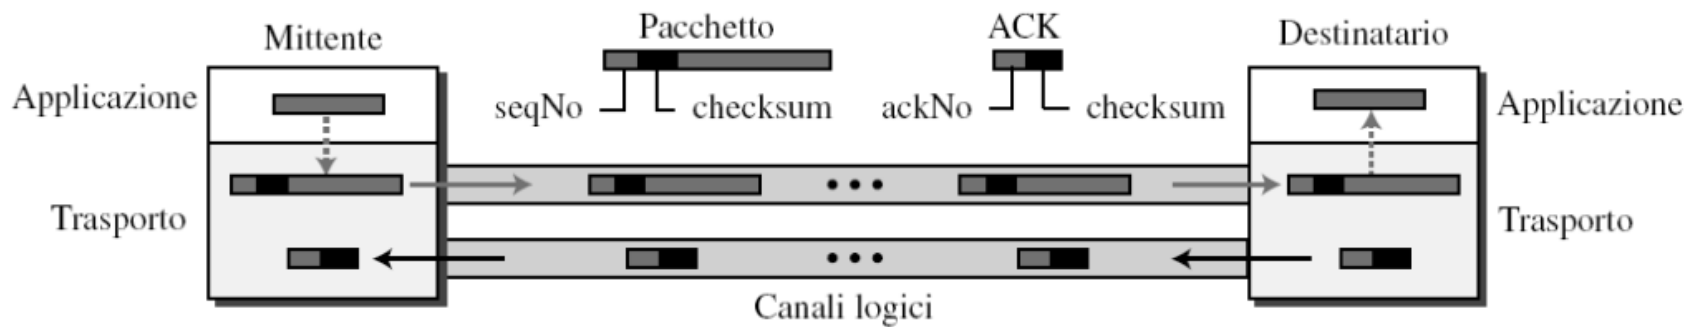 Mittente
Pacchetto
ACK
Destinatario
Applicazione
seqNo
checksum
ackNo
checksum
Applicazione
Trasporto
Trasporto
Canali logici